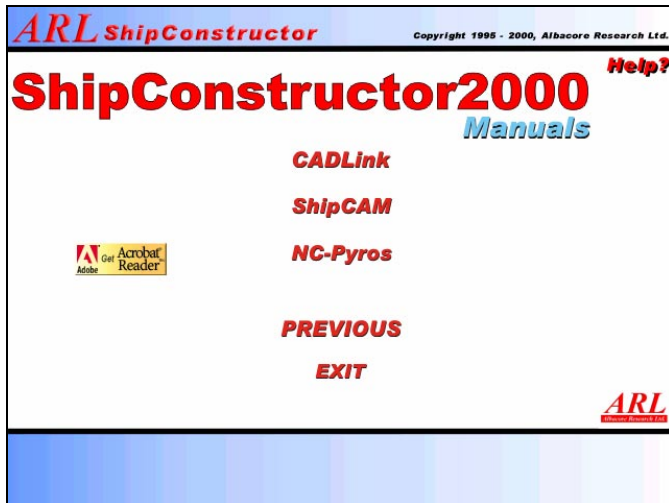 ARL ShipConstructor Copyright 1995 - 2000, Albacore Research Ltd.
Help?
ShipConstructor2000
Manuals
CADLink
ShipCAM
NC-Pyros
Adobe Get Acrobat Reader
PREVIOUS
EXIT
ARL
Albacore Research Ltd.